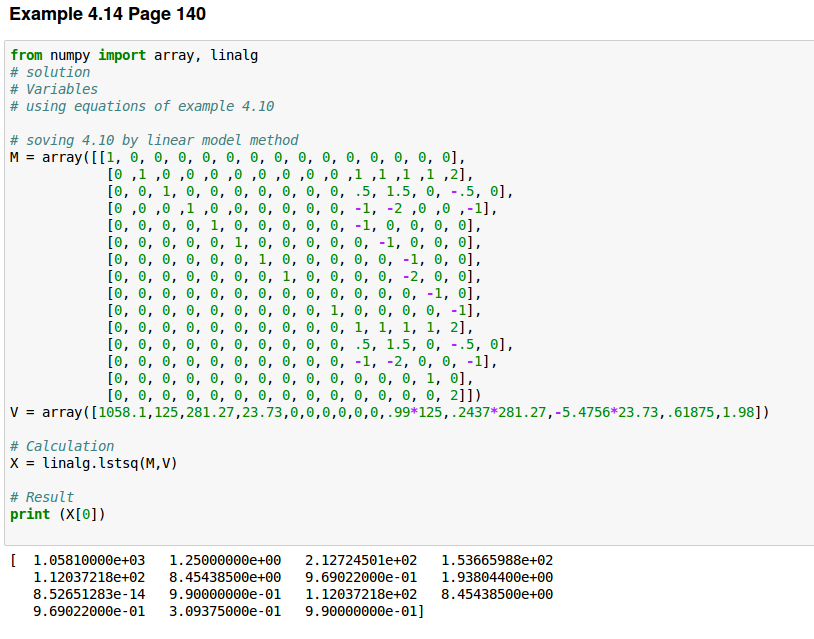 Example 4.14 Page 140
from numpy import array, linalg
# solution
# Variables
# using equations of example 4.10
# soving 4.10 by linear model method
M = array([[1, 0, 0, 0, 0, 0, 0, 0, 0, 0, 0, 0, 0, 0, 0],
[0 ,1 ,0 ,0 ,0 ,0 ,0 ,0 ,0 ,0 ,1 ,1 ,1 ,1 ,2],
[0, 0, 1, 0, 0, 0, 0, 0, 0, 0, .5, 1.5, 0, -.5, 0],
[0 ,0 ,0 ,1 ,0 ,0, 0, 0, 0, 0, -1, -2 ,0 ,0 ,-1],
[0, 0, 0, 0, 1, 0, 0, 0, 0, 0, -1, 0, 0, 0, 0],
[0, 0, 0, 0, 0, 1, 0, 0, 0, 0, 0, -1, 0, 0, 0],
[0, 0, 0, 0, 0, 0, 1, 0, 0, 0, 0, 0, -1, 0, 0],
[0, 0, 0, 0, 0, 0, 0, 1, 0, 0, 0, 0, -2, 0, 0],
[0, 0, 0, 0, 0, 0, 0, 0, 0, 0, 0, 0, 0, -1, 0],
[0, 0, 0, 0, 0, 0, 0, 0, 0, 1, 0, 0, 0, 0, -1],
[0, 0, 0, 0, 0, 0, 0, 0, 0, 0, 1, 1, 1, 1, 2],
[0, 0, 0, 0, 0, 0, 0, 0, 0, 0, .5, 1.5, 0, -.5, 0],
[0, 0, 0, 0, 0, 0, 0, 0, 0, 0, -1, -2, 0, 0, -1],
[0, 0, 0, 0, 0, 0, 0, 0, 0, 0, 0, 0, 0, 1, 0],
[0, 0, 0, 0, 0, 0, 0, 0, 0, 0, 0, 0, 0, 0, 2]])
V = array([1058.1,125,281.27,23.73,0,0,0,0,0,0,.99*125,.2437*281.27,-5.4756*23.73,.61875,1.98])
# Calculation
X = linalg.lstsq(M,V)
# Result
print (X[0])
[ 1.05810000e+03 1.25000000e+00 2.12724501e+02 1.53665988e+02
1.12037218e+02 8.45438500e+00 9.69022000e-01 1.93804400e+00
8.52651283e-14 9.90000000e-01 1.12037218e+02 8.45438500e+00
9.69022000e-01 3.09375000e-01 9.90000000e-01]